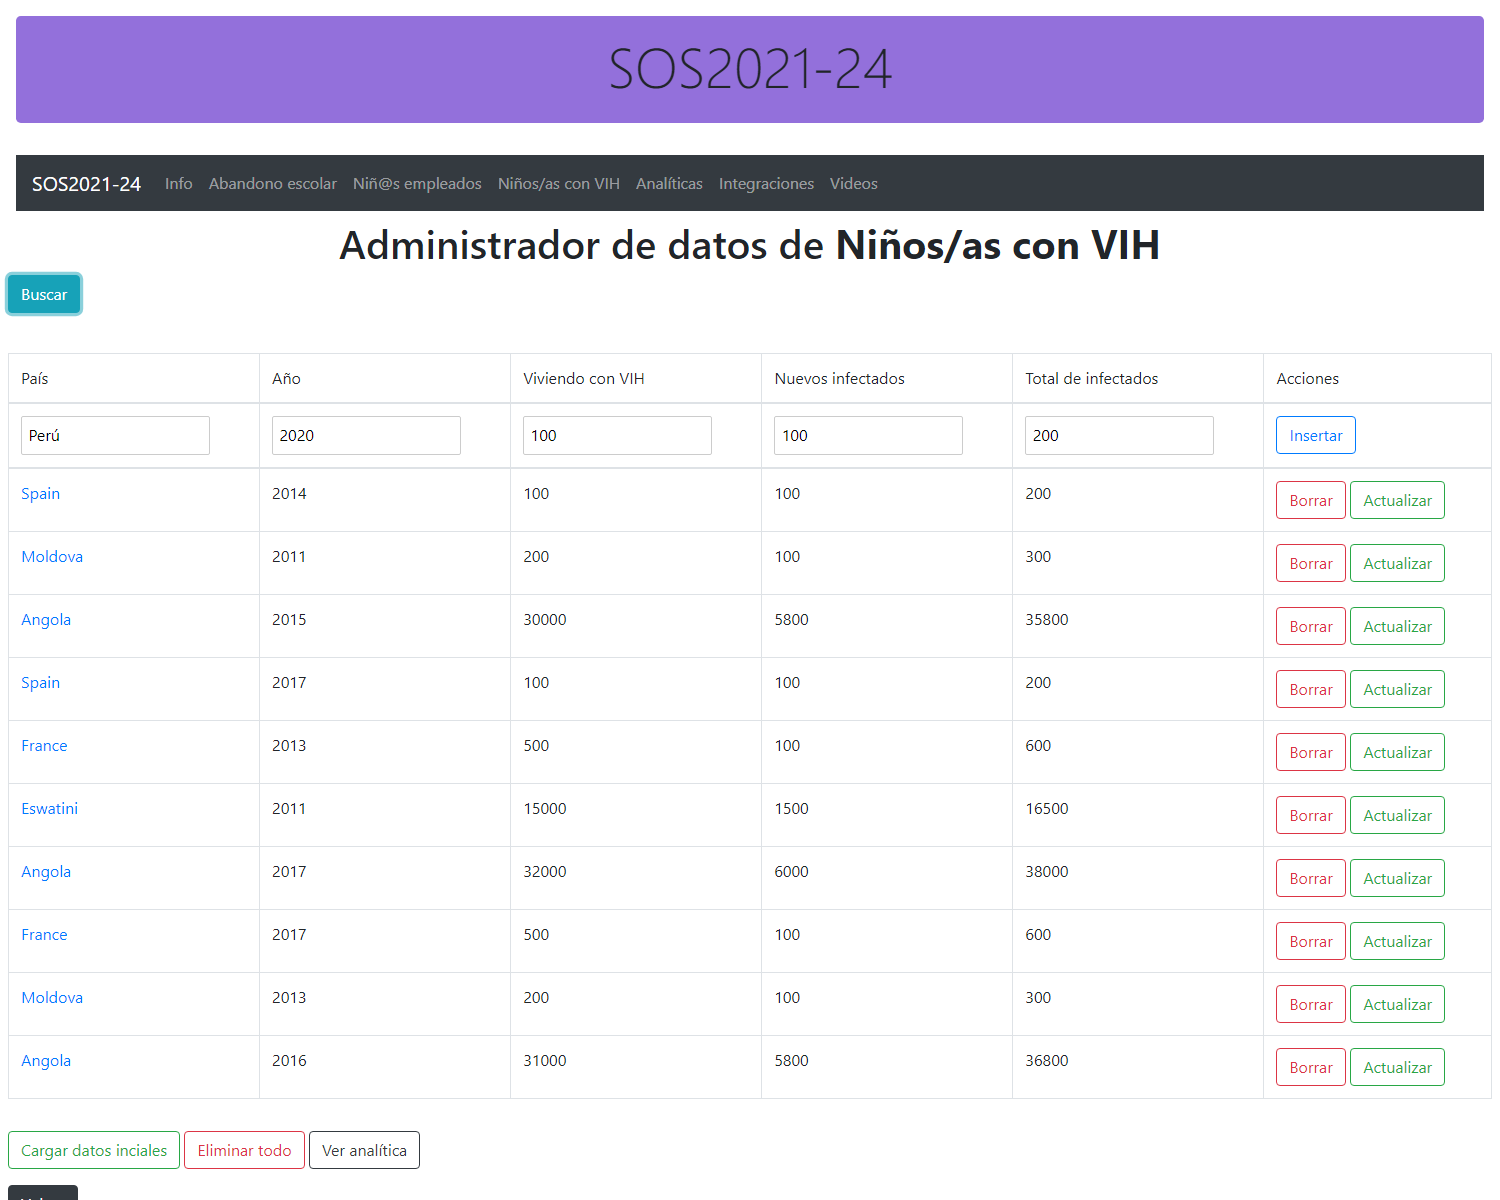 SOS2021-24
SOS2021-24 Info Abandono escolar Niñ@s empleados Niños/as con VIH Analíticas Integraciones Videos
Administrador de datos de Niños/as con VIH
Buscar
País Año Viviendo con VIH Nuevos infectados Total de infectados Acciones
Perú 2020 100 100 200 Insertar
Spain 2014 100 100 200 Borrar Actualizar
Moldova 2011 200 100 300 Borrar Actualizar
Angola 2015 30000 5800 35800 Borrar Actualizar
Spain 2017 100 100 200 Borrar Actualizar
France 2013 500 100 600 Borrar Actualizar
Eswatini 2011 15000 1500 16500 Borrar Actualizar
Angola 2017 32000 6000 38000 Borrar Actualizar
France 2017 500 100 600 Borrar Actualizar
Moldova 2013 200 100 300 Borrar Actualizar
Angola 2016 31000 5800 36800 Borrar Actualizar
Cargar datos inciales Eliminar todo Ver analítica